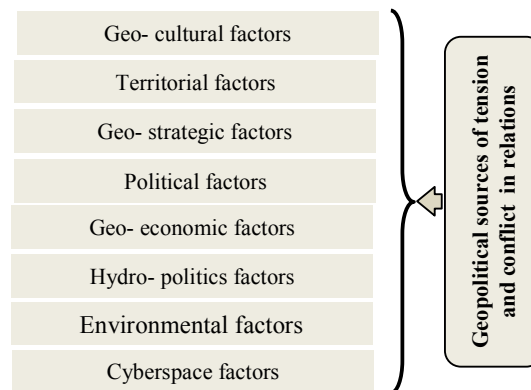 Geo- cultural factors
Territorial factors
Geo- strategic factors
Political factors
Geo- economic factors
Hydro- politics factors
Environmental factors
Cyberspace factors
Geopolitical sources of tension
and conflict in relations